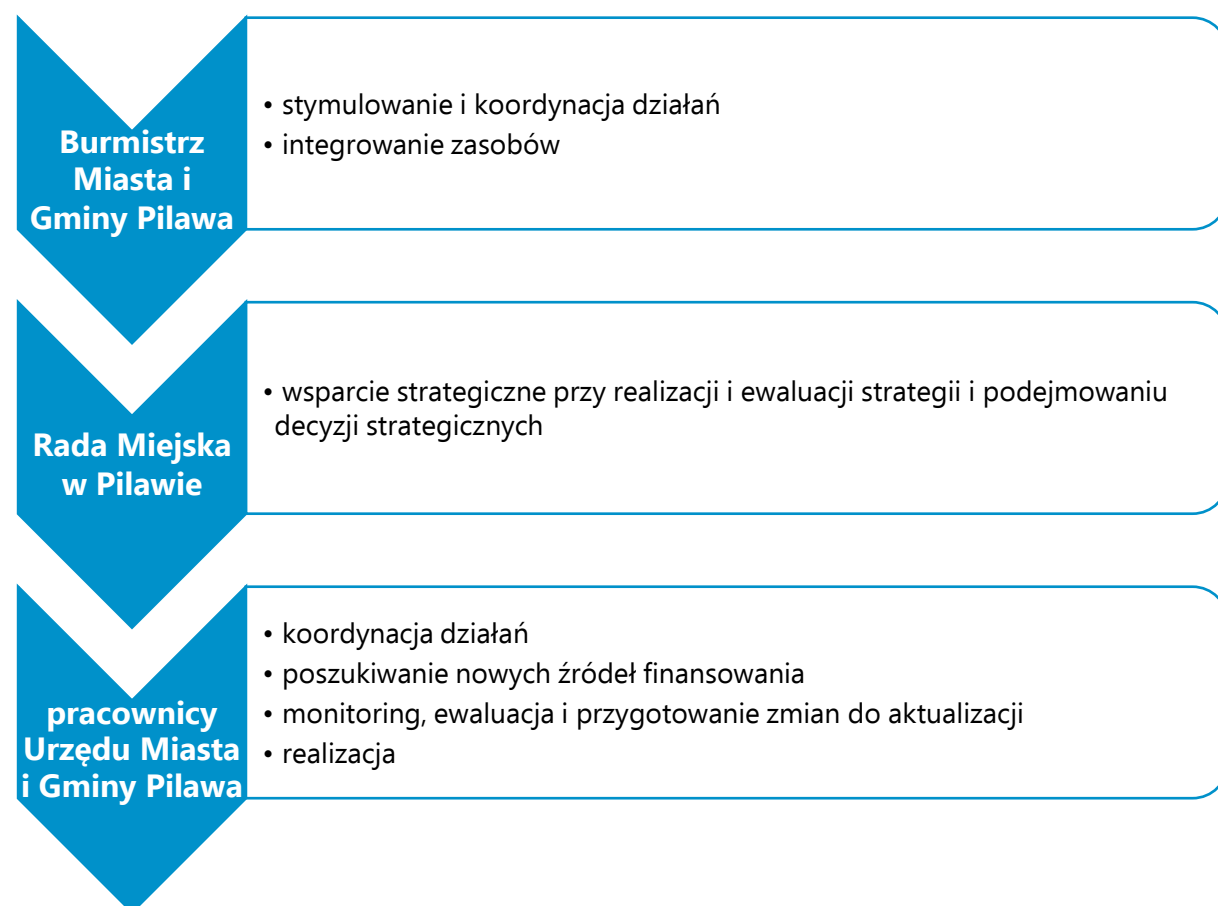 Burmistrz
Miasta i
Gminy Pilawa
• stymulowanie i koordynacja działań
• integrowanie zasobów
Rada Miejska
w Pilawie
• wsparcie strategiczne przy realizacji i ewaluacji strategii i podejmowaniu
decyzji strategicznych
pracownicy
Urzędu Miasta
i Gminy Pilawa
• koordynacja działań
• poszukiwanie nowych źródeł finansowania
• monitoring, ewaluacja i przygotowanie zmian do aktualizacji
• realizacja